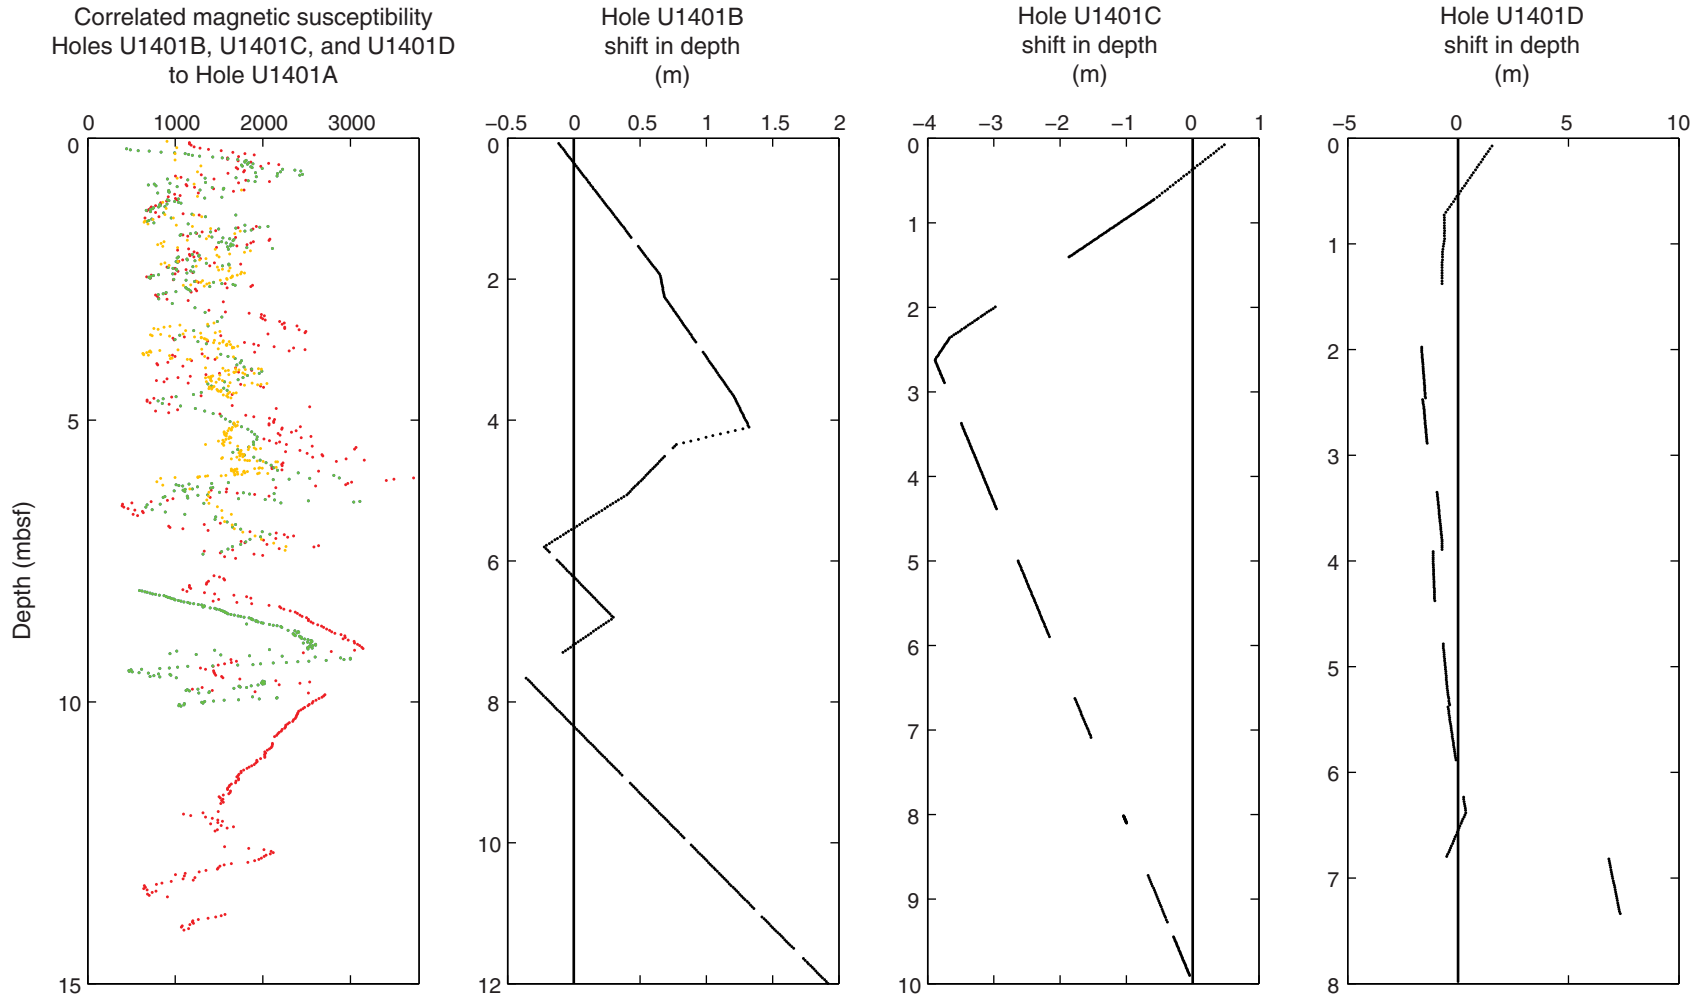 Correlated magnetic susceptibility
Holes U1401B, U1401C, and U1401D
to Hole U1401A
0 1000 2000 3000
0
5
10
15
Depth (mbsf)
Hole U1401B
shift in depth
(m)
−0.5 0 0.5 1 1.5 2
0
2
4
6
8
10
12
Hole U1401C
shift in depth
(m)
−4 −3 −2 −1 0 1
0
1
2
3
4
5
6
7
8
9
10
Hole U1401D
shift in depth
(m)
−5 0 5 10
0
1
2
3
4
5
6
7
8